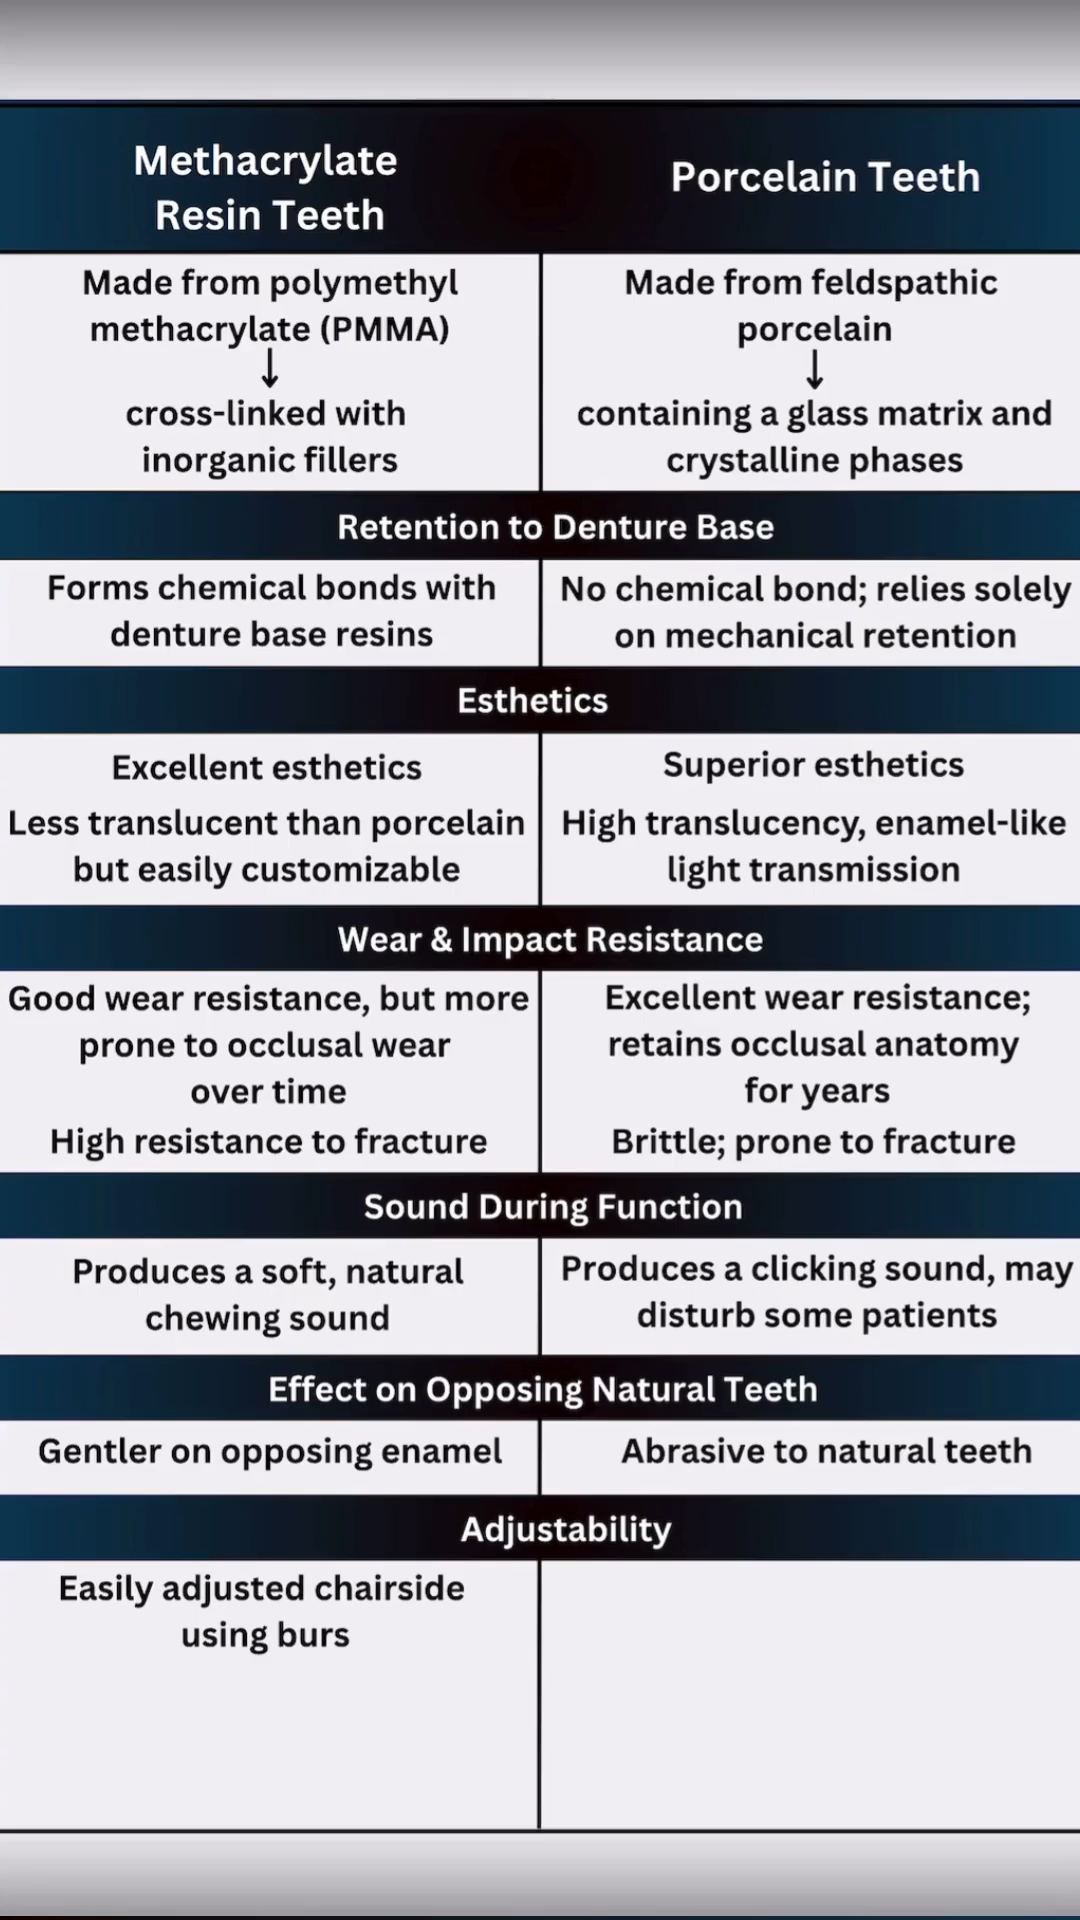 Methacrylate
Resin Teeth
Porcelain Teeth
Made from polymethyl
methacrylate (PMMA)
↓
cross-linked with
inorganic fillers
Made from feldspathic
porcelain
↓
containing a glass matrix and
crystalline phases
Retention to Denture Base
Forms chemical bonds with
denture base resins
No chemical bond; relies solely
on mechanical retention
Esthetics
Excellent esthetics
Less translucent than porcelain
but easily customizable
Superior esthetics
High translucency, enamel-like
light transmission
Wear & Impact Resistance
Good wear resistance, but more
prone to occlusal wear
over time
High resistance to fracture
Excellent wear resistance;
retains occlusal anatomy
for years
Brittle; prone to fracture
Sound During Function
Produces a soft, natural
chewing sound
Produces a clicking sound, may
disturb some patients
Effect on Opposing Natural Teeth
Gentler on opposing enamel
Abrasive to natural teeth
Adjustability
Easily adjusted chairside
using burs